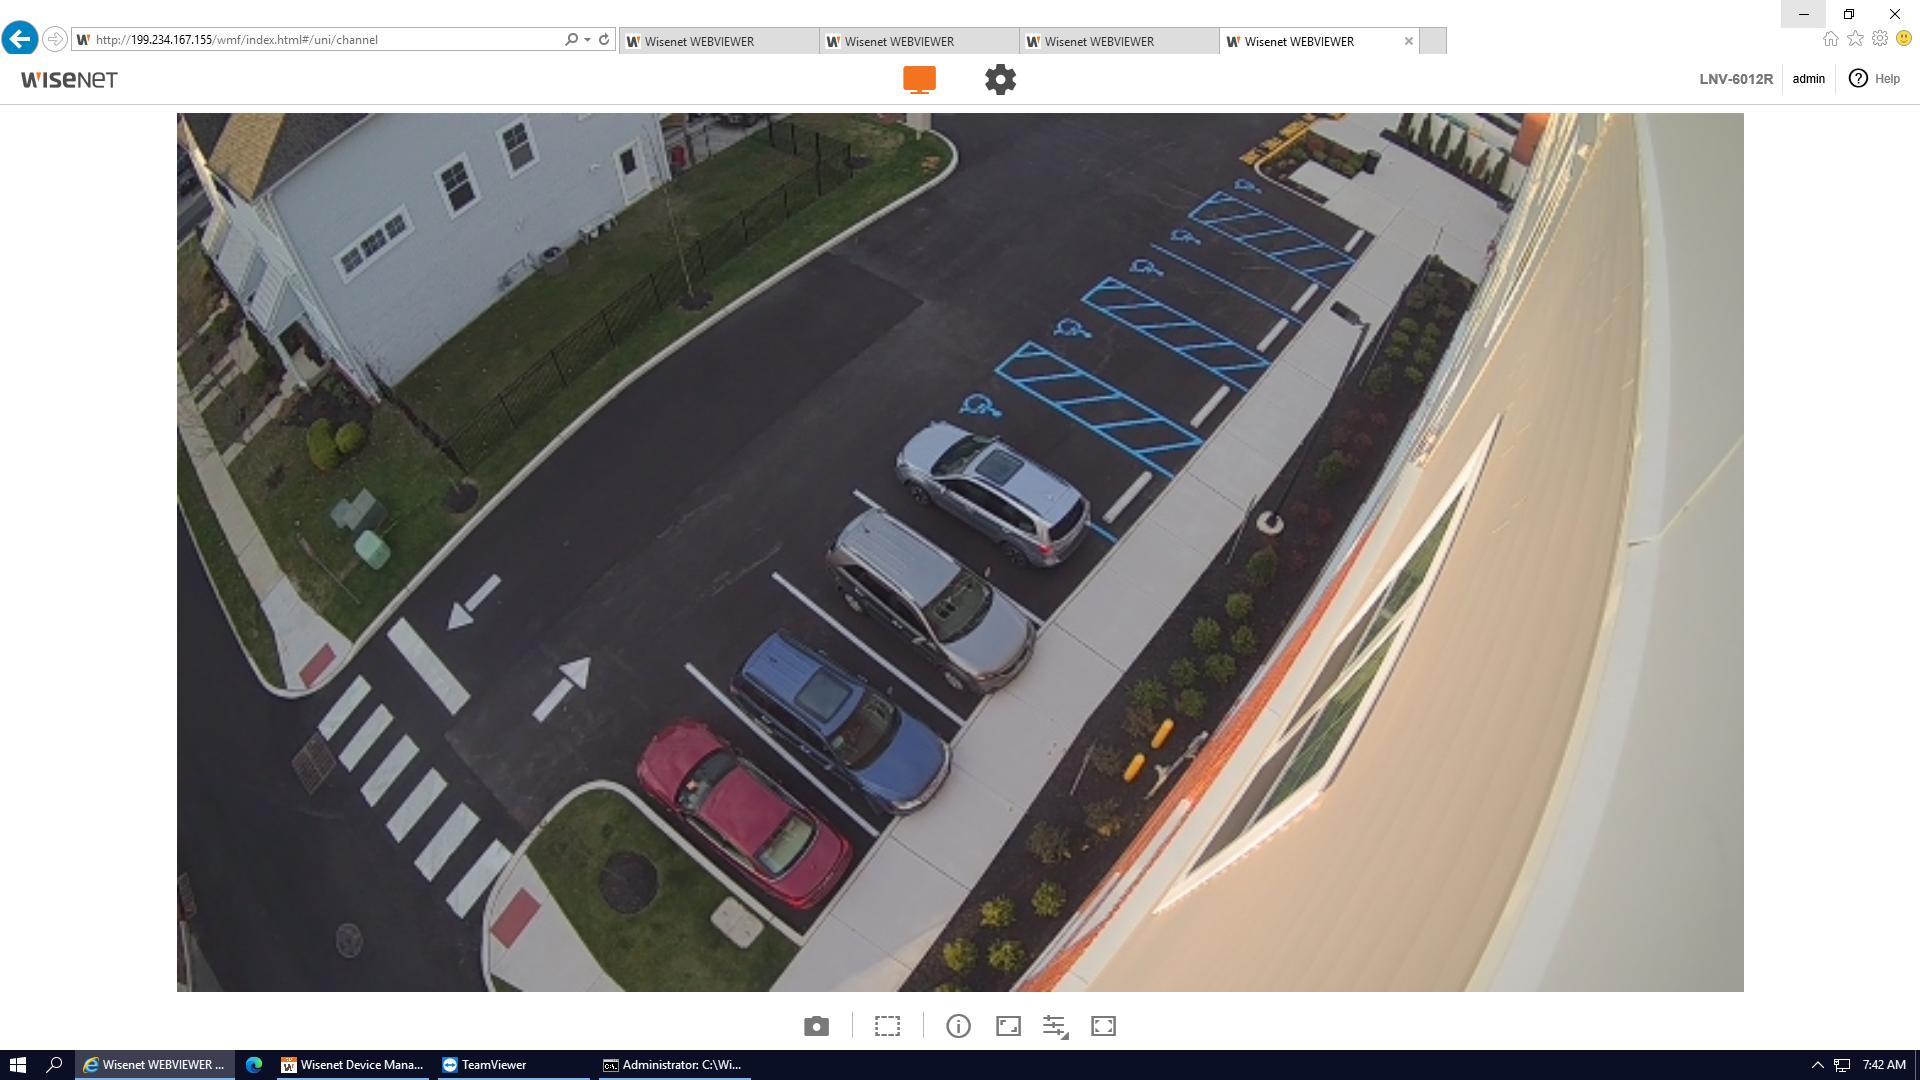 http://199.234.167.155/wmf/index.html#/uni/channel
Wisenet WEBVIEWER
Wisenet WEBVIEWER
Wisenet WEBVIEWER
Wisenet WEBVIEWER
WISENET
LNV-6012R
admin
Help
Wisenet WEBVIEWER ...
Wisenet Device Mana...
TeamViewer
Administrator: C:\Wi...
7:42 AM